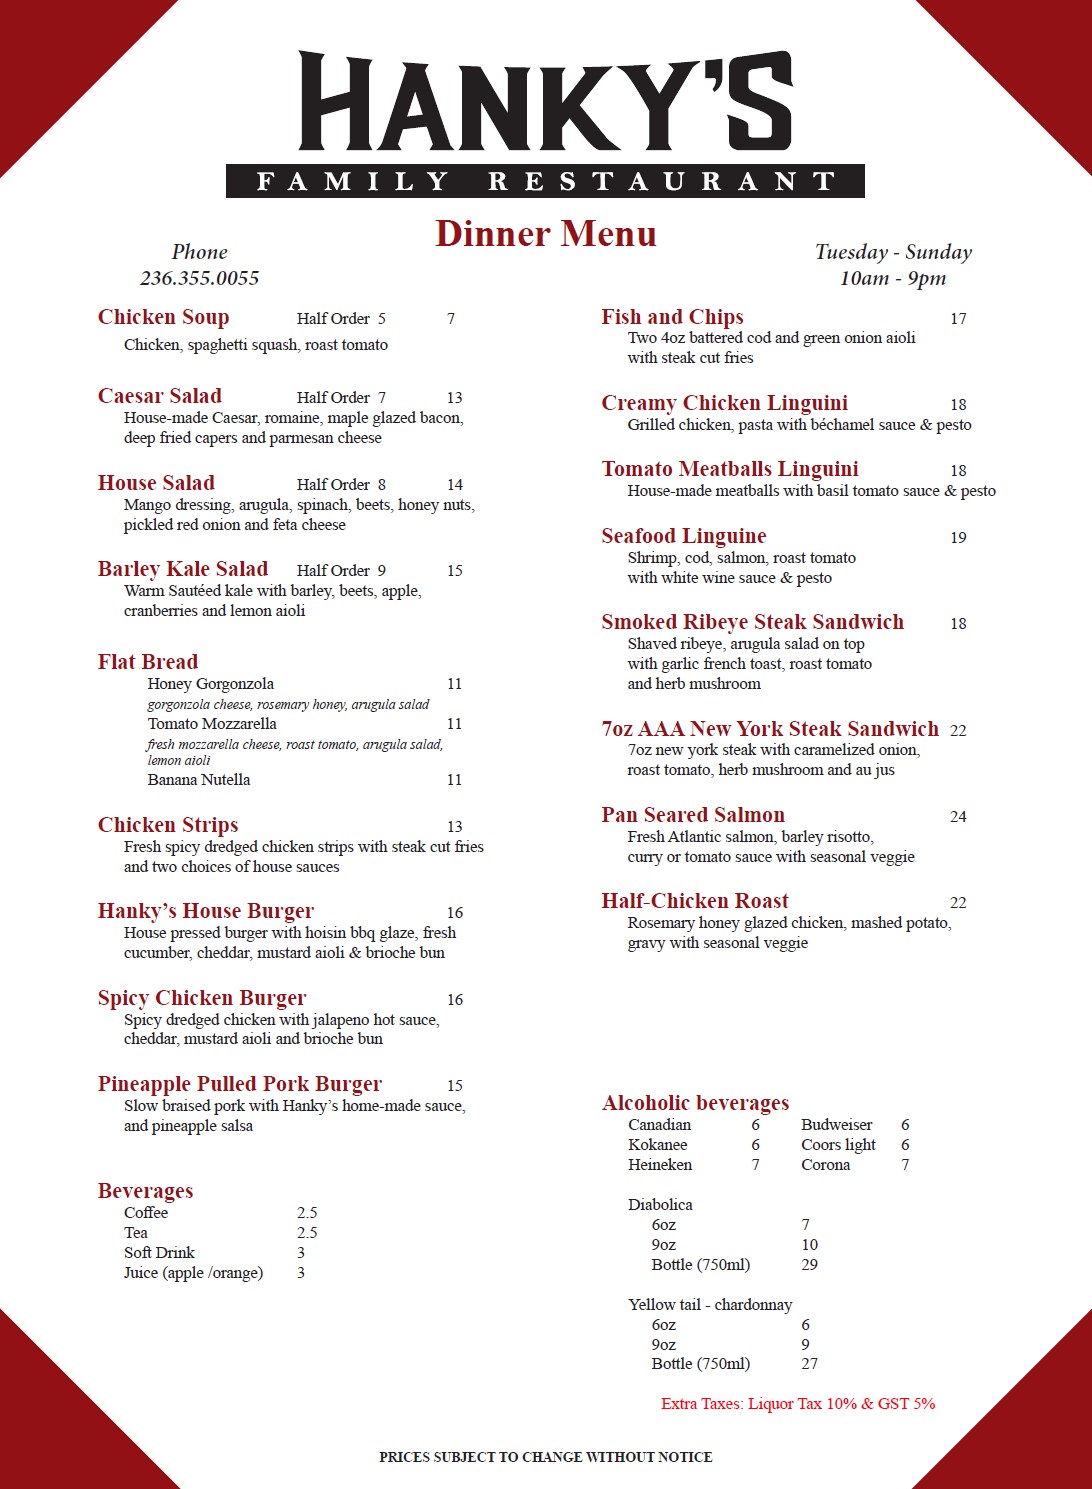 HANKY'S
FAMILY RESTAURANT
Dinner Menu
Phone
236.355.0055
Tuesday - Sunday
10am - 9pm
Chicken Soup Half Order 5 7
Chicken, spaghetti squash, roast tomato
Caesar Salad Half Order 7 13
House-made Caesar, romaine, maple glazed bacon,
deep fried capers and parmesan cheese
House Salad Half Order 8 14
Mango dressing, arugula, spinach, beets, honey nuts,
pickled red onion and feta cheese
Barley Kale Salad Half Order 9 15
Warm Sautéed kale with barley, beets, apple,
cranberries and lemon aioli
Flat Bread
Honey Gorgonzola 11
gorgonzola cheese, rosemary honey, arugula salad
Tomato Mozzarella 11
fresh mozzarella cheese, roast tomato, arugula salad,
lemon aioli
Banana Nutella 11
Chicken Strips 13
Fresh spicy dredged chicken strips with steak cut fries
and two choices of house sauces
Hanky's House Burger 16
House pressed burger with hoisin bbq glaze, fresh
cucumber, cheddar, mustard aioli & brioche bun
Spicy Chicken Burger 16
Spicy dredged chicken with jalapeno hot sauce,
cheddar, mustard aioli and brioche bun
Pineapple Pulled Pork Burger 15
Slow braised pork with Hanky's home-made sauce,
and pineapple salsa
Beverages
Coffee 2.5
Tea 2.5
Soft Drink 3
Juice (apple /orange) 3
Fish and Chips 17
Two 4oz battered cod and green onion aioli
with steak cut fries
Creamy Chicken Linguini 18
Grilled chicken, pasta with béchamel sauce & pesto
Tomato Meatballs Linguini 18
House-made meatballs with basil tomato sauce & pesto
Seafood Linguine 19
Shrimp, cod, salmon, roast tomato
with white wine sauce & pesto
Smoked Ribeye Steak Sandwich 18
Shaved ribeye, arugula salad on top
with garlic french toast, roast tomato
and herb mushroom
7oz AAA New York Steak Sandwich 22
7oz new york steak with caramelized onion,
roast tomato, herb mushroom and au jus
Pan Seared Salmon 24
Fresh Atlantic salmon, barley risotto,
curry or tomato sauce with seasonal veggie
Half-Chicken Roast 22
Rosemary honey glazed chicken, mashed potato,
gravy with seasonal veggie
Alcoholic beverages
Canadian 6 Budweiser 6
Kokanee 6 Coors light 6
Heineken 7 Corona 7
Diabolica
6oz 7
9oz 10
Bottle (750ml) 29
Yellow tail - chardonnay
6oz 6
9oz 9
Bottle (750ml) 27
Extra Taxes: Liquor Tax 10% & GST 5%
PRICES SUBJECT TO CHANGE WITHOUT NOTICE